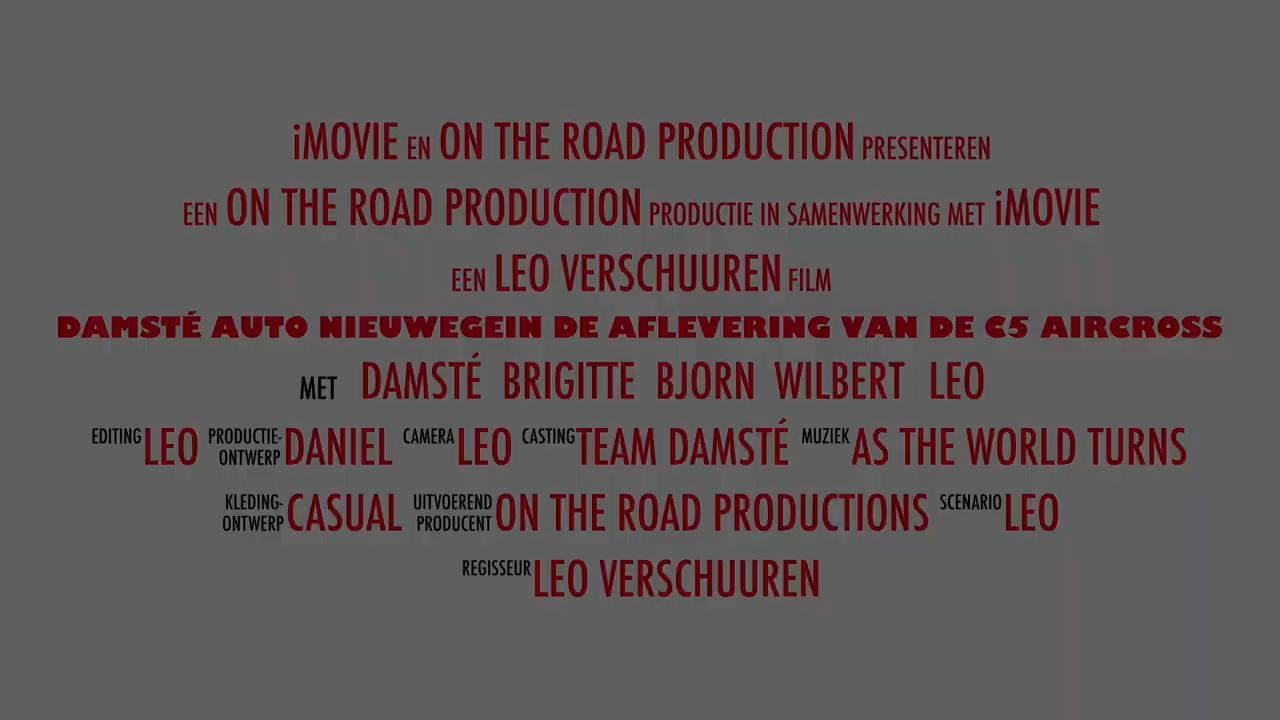 iMOVIE EN ON THE ROAD PRODUCTION PRESENTEREN
EEN ON THE ROAD PRODUCTION PRODUCTIE IN SAMENWERKING MET iMOVIE
EEN LEO VERSCHUUREN FILM
DAMSTÉ AUTO NIEUWEGEIN DE AFLEVERING VAN DE C5 AIRCROSS
MET DAMSTÉ BRIGITTE BJORN WILBERT LEO
EDITING LEO PRODUCTIE-ONTWERP DANIEL CAMERA LEO CASTING TEAM DAMSTÉ MUZIEK AS THE WORLD TURNS
KLEDING-ONTWERP CASUAL UITVOEREND PRODUCENT ON THE ROAD PRODUCTIONS SCENARIO LEO
REGISSEUR LEO VERSCHUUREN